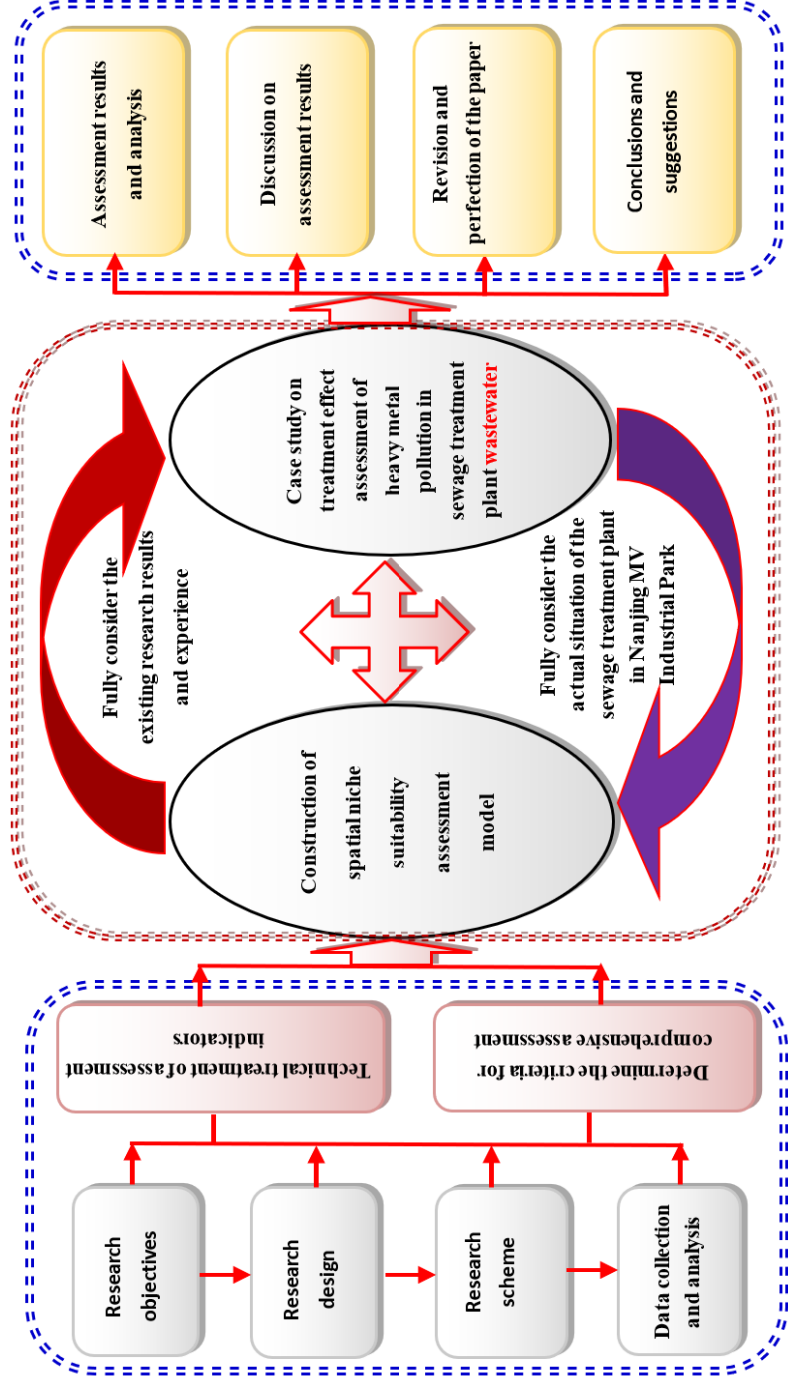 Research
objectives
Research
design
Research
scheme
Data collection
and analysis
Technical treatment of assessment
indicators
Determine the criteria for
comprehensive assessment
Construction of
spatial niche
suitability
assessment
model
Fully consider the
existing research results
and experience
Fully consider the
actual situation of the
sewage treatment plant
in Nanjing MV
Industrial Park
Case study on
treatment effect
assessment of
heavy metal
pollution in
sewage treatment
plant wastewater
Assessment results
and analysis
Discussion on
assessment results
Revision and
perfection of the paper
Conclusions and
suggestions